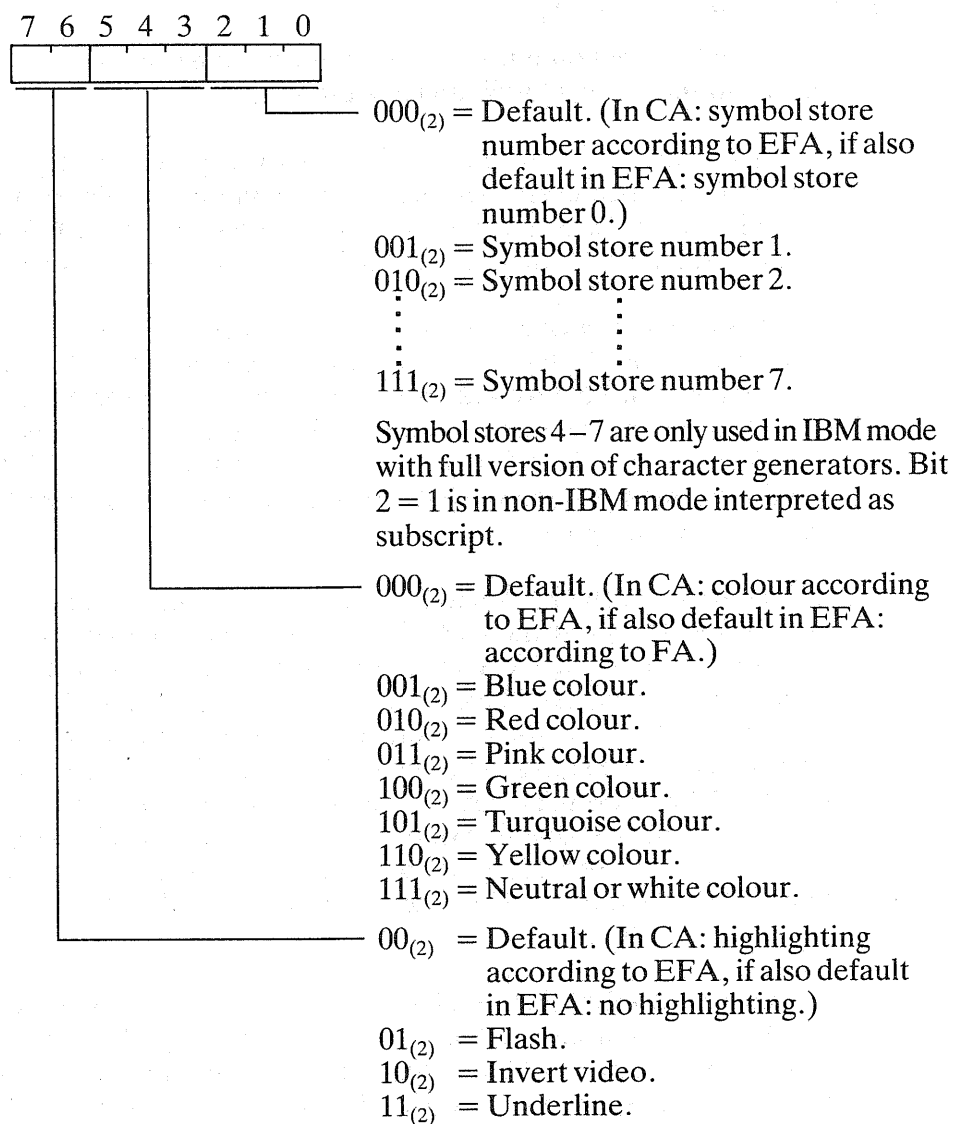 7 6 5 4 3 2 1 0
000(2) = Default. (In CA: symbol store
number according to EFA, if also
default in EFA: symbol store
number 0.)
001(2) = Symbol store number 1.
010(2) = Symbol store number 2.
111(2) = Symbol store number 7.
Symbol stores 4–7 are only used in IBM mode
with full version of character generators. Bit
2 = 1 is in non-IBM mode interpreted as
subscript.
000(2) = Default. (In CA: colour according
to EFA, if also default in EFA:
according to FA.)
001(2) = Blue colour.
010(2) = Red colour.
011(2) = Pink colour.
100(2) = Green colour.
101(2) = Turquoise colour.
110(2) = Yellow colour.
111(2) = Neutral or white colour.
00(2) = Default. (In CA: highlighting
according to EFA, if also default
in EFA: no highlighting.)
01(2) = Flash.
10(2) = Invert video.
11(2) = Underline.